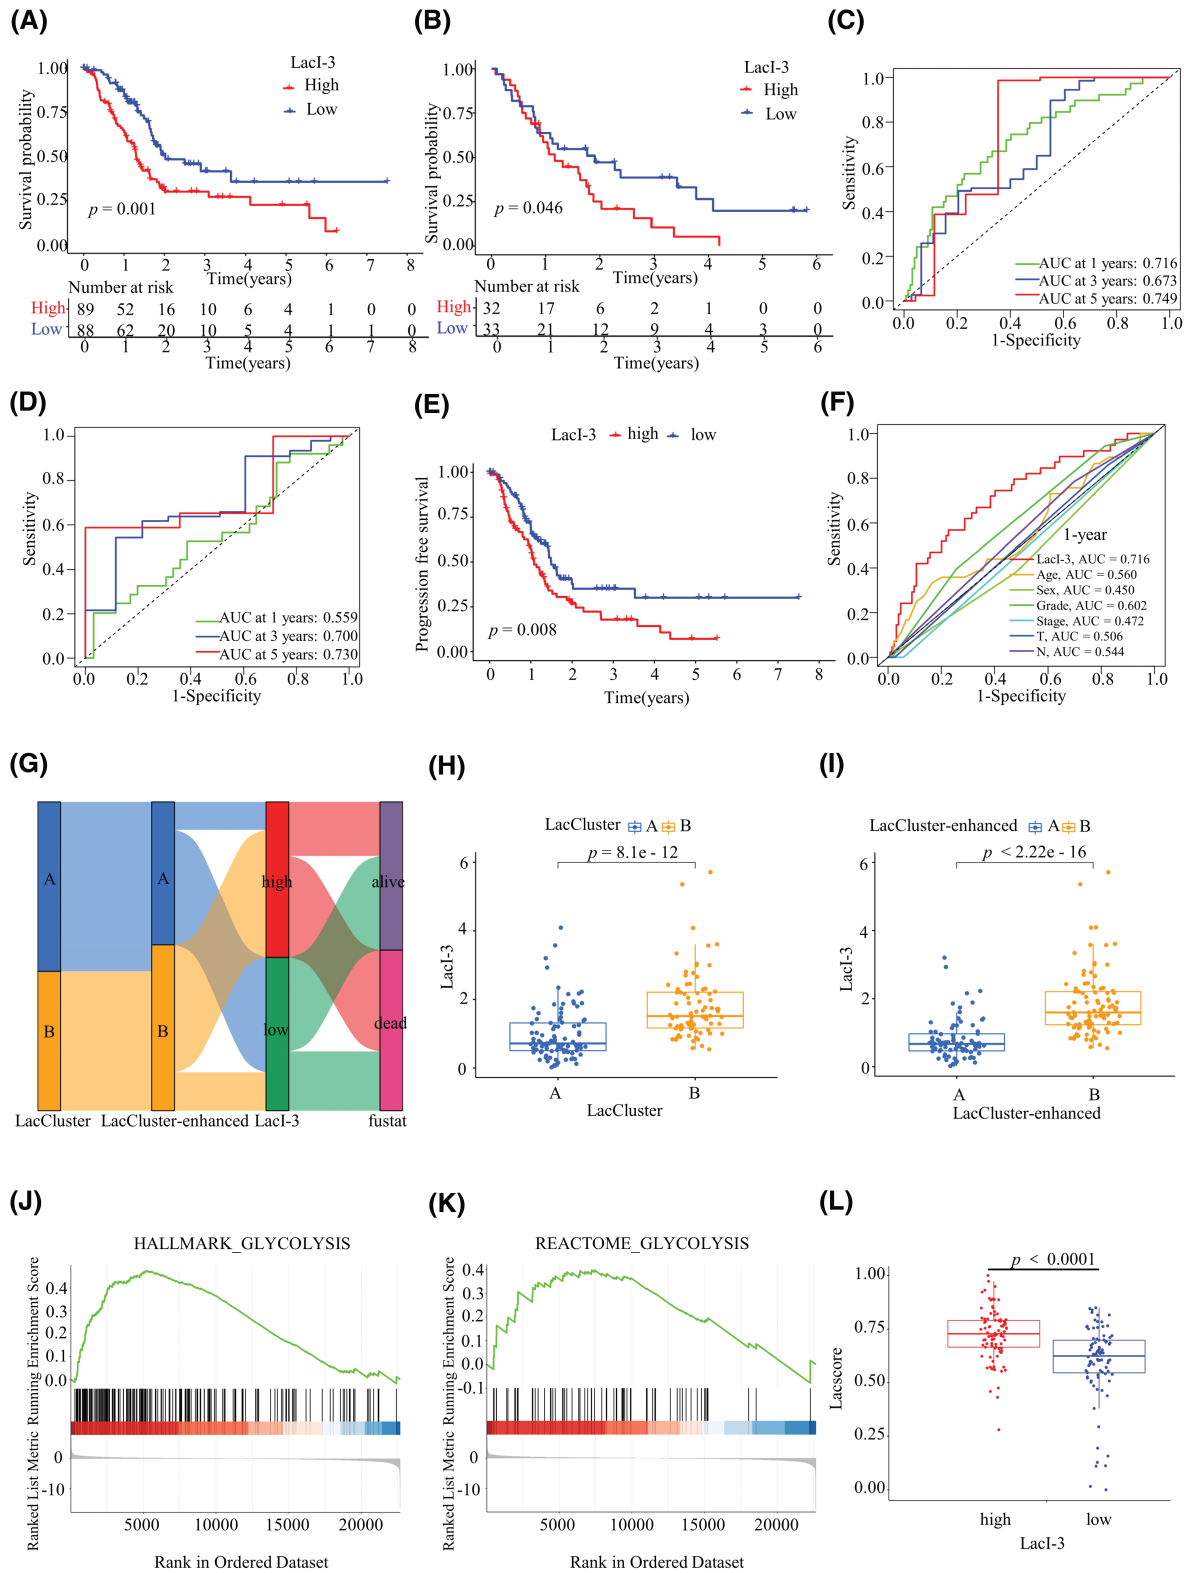 (A)
LacI-3
High
Low
Survival probability
1.00
0.75
0.50
0.25
0.00
p = 0.001
0 1 2 3 4 5 6 7 8
Time(years)
Number at risk
High 89 52 16 10 6 4 1 0 0
Low 88 62 20 10 5 4 1 1 0
0 1 2 3 4 5 6 7 8
Time(years)
(B)
LacI-3
High
Low
Survival probability
1.00
0.75
0.50
0.25
0.00
p = 0.046
0 1 2 3 4 5 6
Time(years)
Number at risk
High 32 17 6 2 1 0 0
Low 33 21 12 9 4 3 0
0 1 2 3 4 5 6
Time(years)
(C)
Sensitivity
1.0
0.8
0.6
0.4
0.2
0.0
AUC at 1 years: 0.716
AUC at 3 years: 0.673
AUC at 5 years: 0.749
0.0 0.2 0.4 0.6 0.8 1.0
1-Specificity
(D)
Sensitivity
1.0
0.8
0.6
0.4
0.2
0.0
AUC at 1 years: 0.559
AUC at 3 years: 0.700
AUC at 5 years: 0.730
0.0 0.2 0.4 0.6 0.8 1.0
1-Specificity
(E)
LacI-3 high low
Progression free survival
1.00
0.75
0.50
0.25
0.00
p = 0.008
0 1 2 3 4 5 6 7 8
Time(years)
(F)
Sensitivity
1.0
0.8
0.6
0.4
0.2
0.0
1-year
LacI-3, AUC = 0.716
Age, AUC = 0.560
Sex, AUC = 0.450
Grade, AUC = 0.602
Stage, AUC = 0.472
T, AUC = 0.506
N, AUC = 0.544
0.0 0.2 0.4 0.6 0.8 1.0
1-Specificity
(G)
A
B
A
B
high
low
alive
dead
LacCluster LacCluster-enhanced LacI-3 fustat
(H)
LacCluster A B
p = 8.1e - 12
LacI-3
6
4
2
0
A B
LacCluster
(I)
LacCluster-enhanced A B
p < 2.22e - 16
LacI-3
6
4
2
0
A B
LacCluster-enhanced
(J)
HALLMARK_GLYCOLYSIS
Running Enrichment Score
0.4
0.3
0.2
0.1
0.0
Ranked List Metric
0
-10
5000 10000 15000 20000
Rank in Ordered Dataset
(K)
REACTOME_GLYCOLYSIS
Running Enrichment Score
0.4
0.3
0.2
0.1
0.0
-0.1
Ranked List Metric
0
-10
5000 10000 15000 20000
Rank in Ordered Dataset
(L)
p < 0.0001
Lacscore
1.00
0.75
0.50
0.25
0.00
high low
LacI-3